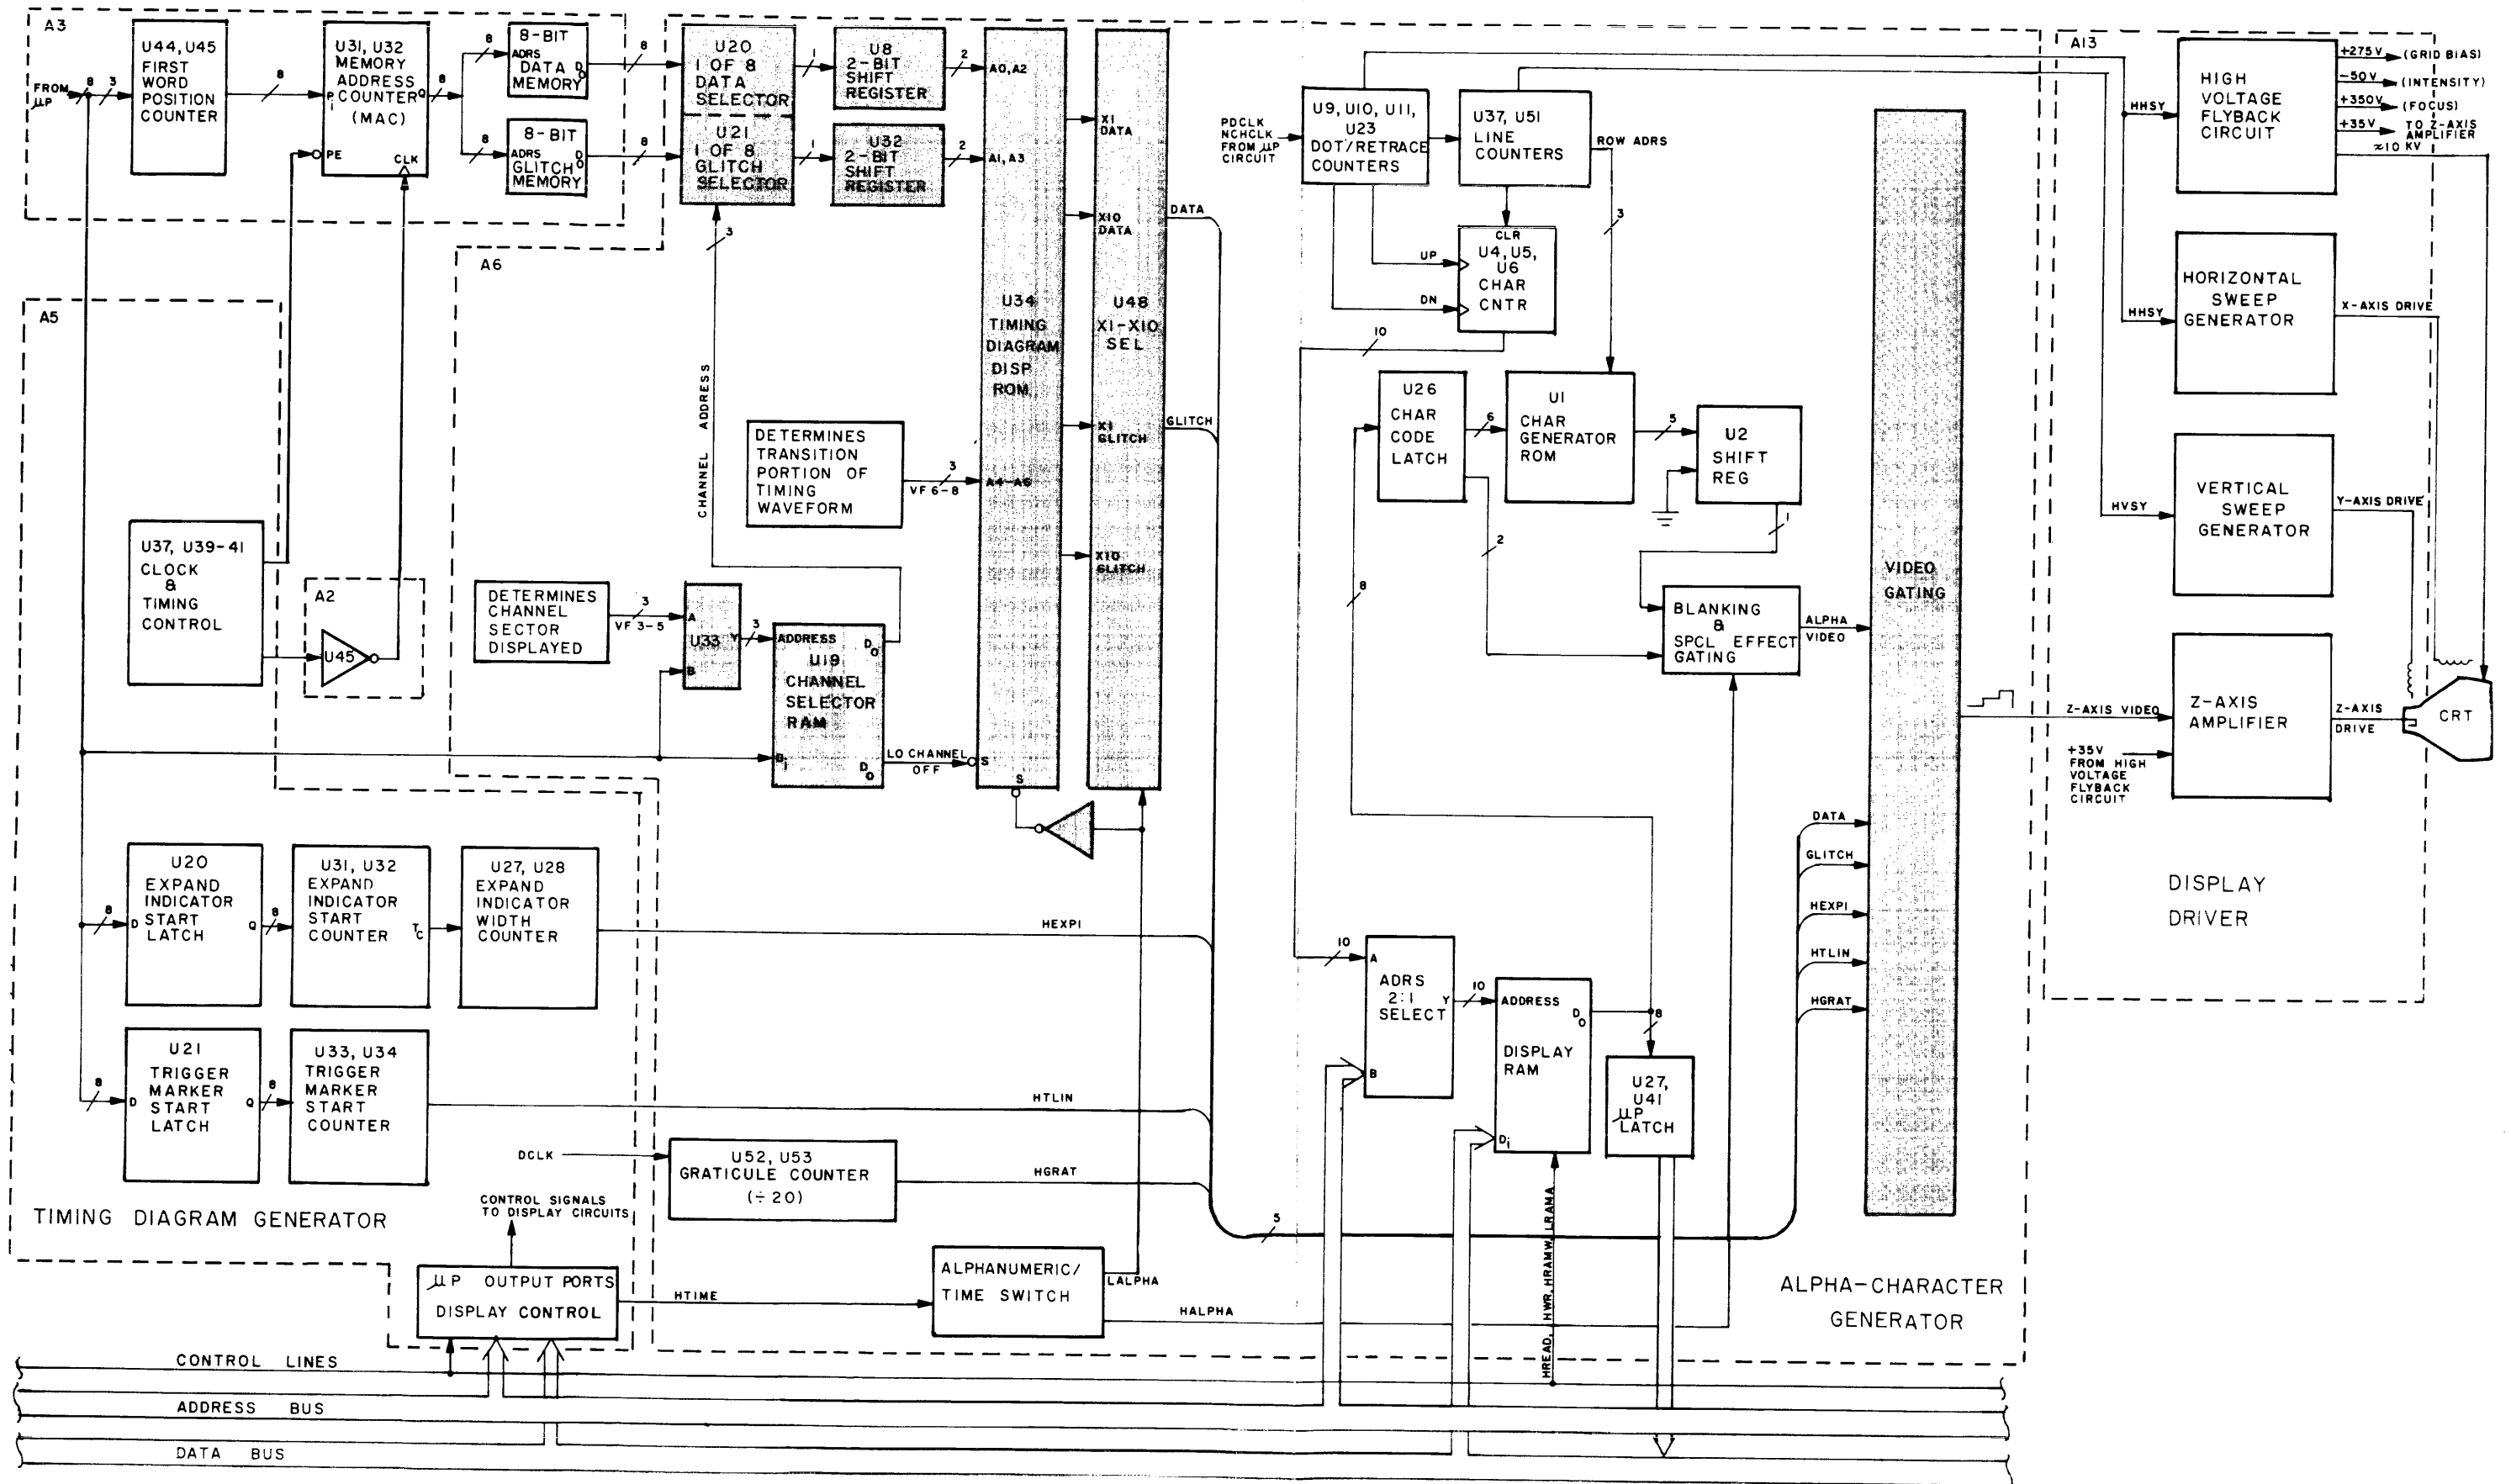 A3
FROM
µP
8
3
U44, U45
FIRST
WORD
POSITION
COUNTER
8
U31, U32
MEMORY
ADDRESS
COUNTER
(MAC)
P
I
Q
PE
CLK
8
8
8-BIT
ADRS
DATA
MEMORY
D
O
8
8
8-BIT
ADRS
GLITCH
MEMORY
D
O
8
U20
1 OF 8
DATA
SELECTOR
U21
1 OF 8
GLITCH
SELECTOR
1
U8
2-BIT
SHIFT
REGISTER
2
1
U32
2-BIT
SHIFT
REGISTER
2
A0, A2
A1, A3
A4-A6
U34
TIMING
DIAGRAM
DISP
ROM
S
S
X1
DATA
X10
DATA
U48
X1-X10
SEL
X1
GLITCH
X10
GLITCH
DATA
GLITCH
3
CHANNEL ADDRESS
A6
DETERMINES
TRANSITION
PORTION OF
TIMING
WAVEFORM
3
VF 6-8
DETERMINES
CHANNEL
SECTOR
DISPLAYED
3
VF 3-5
A
U33
Y
B
3
ADDRESS
D
O
U19
CHANNEL
SELECTOR
RAM
D
I
D
O
LO CHANNEL
OFF
A5
U37, U39-41
CLOCK
&
TIMING
CONTROL
A2
U45
8
D
U20
EXPAND
INDICATOR
START
LATCH
Q
8
U31, U32
EXPAND
INDICATOR
START
COUNTER
T
C
U27, U28
EXPAND
INDICATOR
WIDTH
COUNTER
HEXPI
8
D
U21
TRIGGER
MARKER
START
LATCH
Q
8
U33, U34
TRIGGER
MARKER
START
COUNTER
HTLIN
DCLK
U52, U53
GRATICULE COUNTER
(÷20)
HGRAT
TIMING DIAGRAM GENERATOR
CONTROL SIGNALS
TO DISPLAY CIRCUITS
µP OUTPUT PORTS
DISPLAY CONTROL
HTIME
ALPHANUMERIC/
TIME SWITCH
LALPHA
HALPHA
5
PDCLK
NCHCLK
FROM µP
CIRCUIT
U9, U10, U11,
U23
DOT/RETRACE
COUNTERS
U37, U51
LINE
COUNTERS
ROW ADRS
3
UP
DN
CLR
U4, U5,
U6
CHAR
CNTR
10
U26
CHAR
CODE
LATCH
6
U1
CHAR
GENERATOR
ROM
5
U2
SHIFT
REG
1
2
8
BLANKING
&
SPCL EFFECT
GATING
ALPHA
VIDEO
VIDEO
GATING
DATA
GLITCH
HEXPI
HTLIN
HGRAT
10
A
ADRS
2:1
SELECT
Y
B
10
ADDRESS
D
O
DISPLAY
RAM
Di
8
U27,
U41
µP
LATCH
HREAD, HWR, HRAMW, LRAMA
ALPHA-CHARACTER
GENERATOR
A13
HHSY
HIGH
VOLTAGE
FLYBACK
CIRCUIT
+275V (GRID BIAS)
-50V (INTENSITY)
+350V (FOCUS)
+35V TO Z-AXIS
AMPLIFIER
≈10 KV
HHSY
HORIZONTAL
SWEEP
GENERATOR
X-AXIS DRIVE
HVSY
VERTICAL
SWEEP
GENERATOR
Y-AXIS DRIVE
Z-AXIS VIDEO
+35V
FROM HIGH
VOLTAGE
FLYBACK
CIRCUIT
Z-AXIS
AMPLIFIER
Z-AXIS
DRIVE
CRT
DISPLAY
DRIVER
CONTROL LINES
ADDRESS BUS
DATA BUS